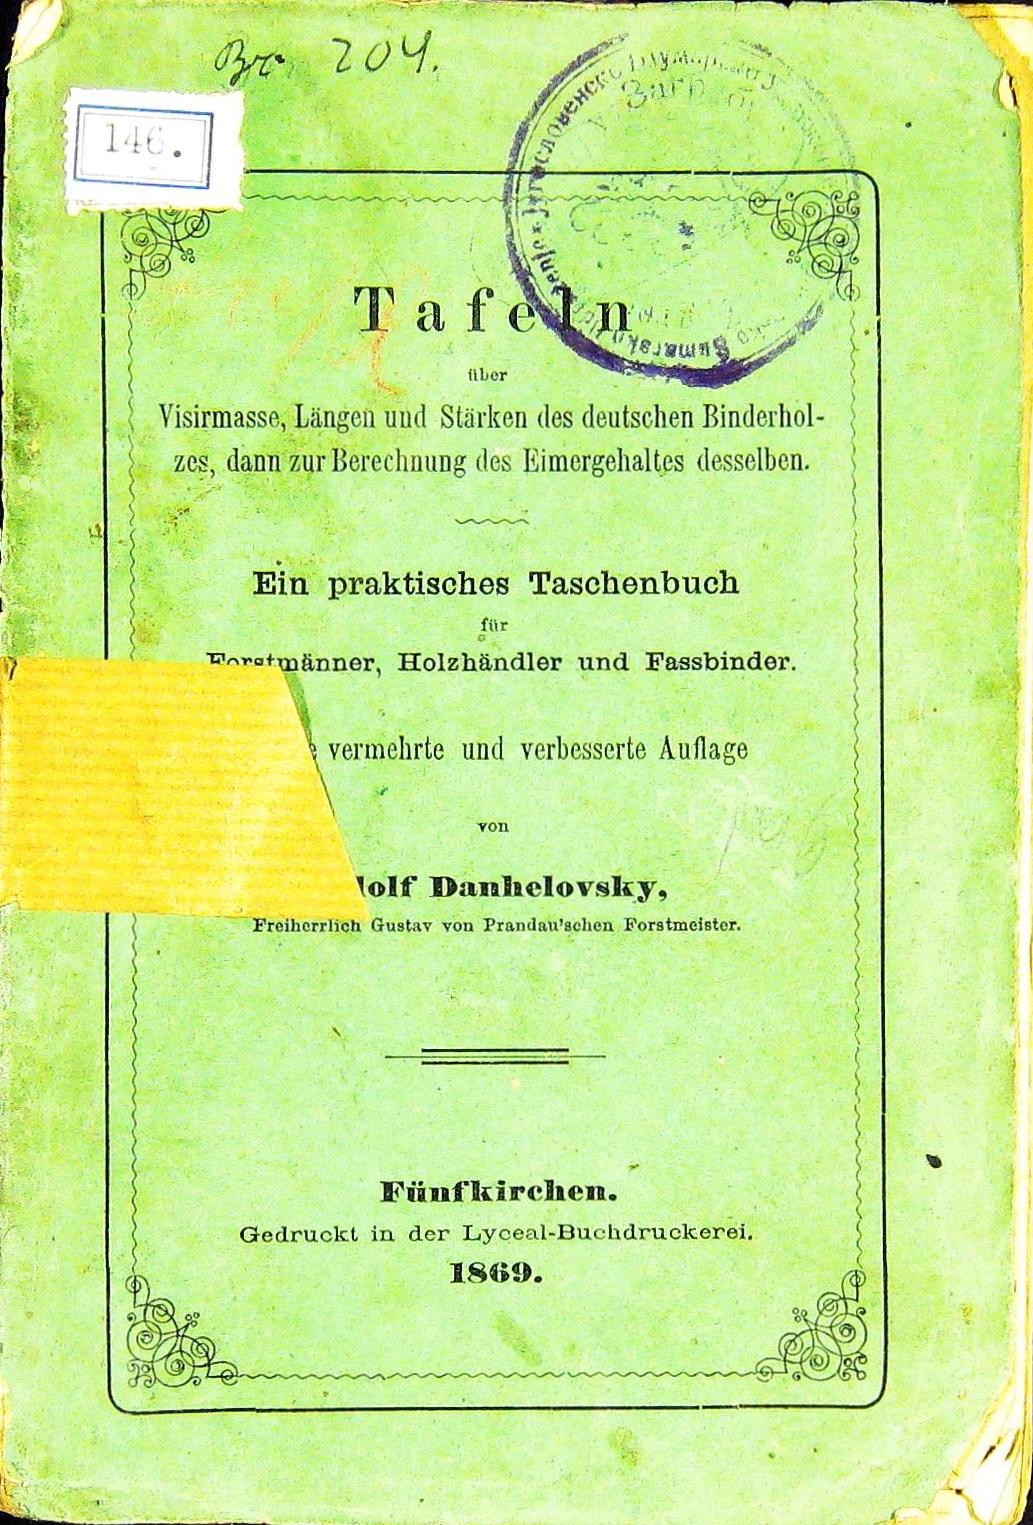 Br 204.
146.
Tafeln
über
Visirmasse, Längen und Stärken des deutschen Binderhol-
zes, dann zur Berechnung des Eimergehaltes desselben.
Ein praktisches Taschenbuch
für
Forstmänner, Holzhändler und Fassbinder.
vermehrte und verbesserte Auflage
von
dolf Danhelovsky,
Freiherrlich Gustav von Prandau'schen Forstmeister.
Fünfkirchen.
Gedruckt in der Lyceal-Buchdruckerei.
1869.